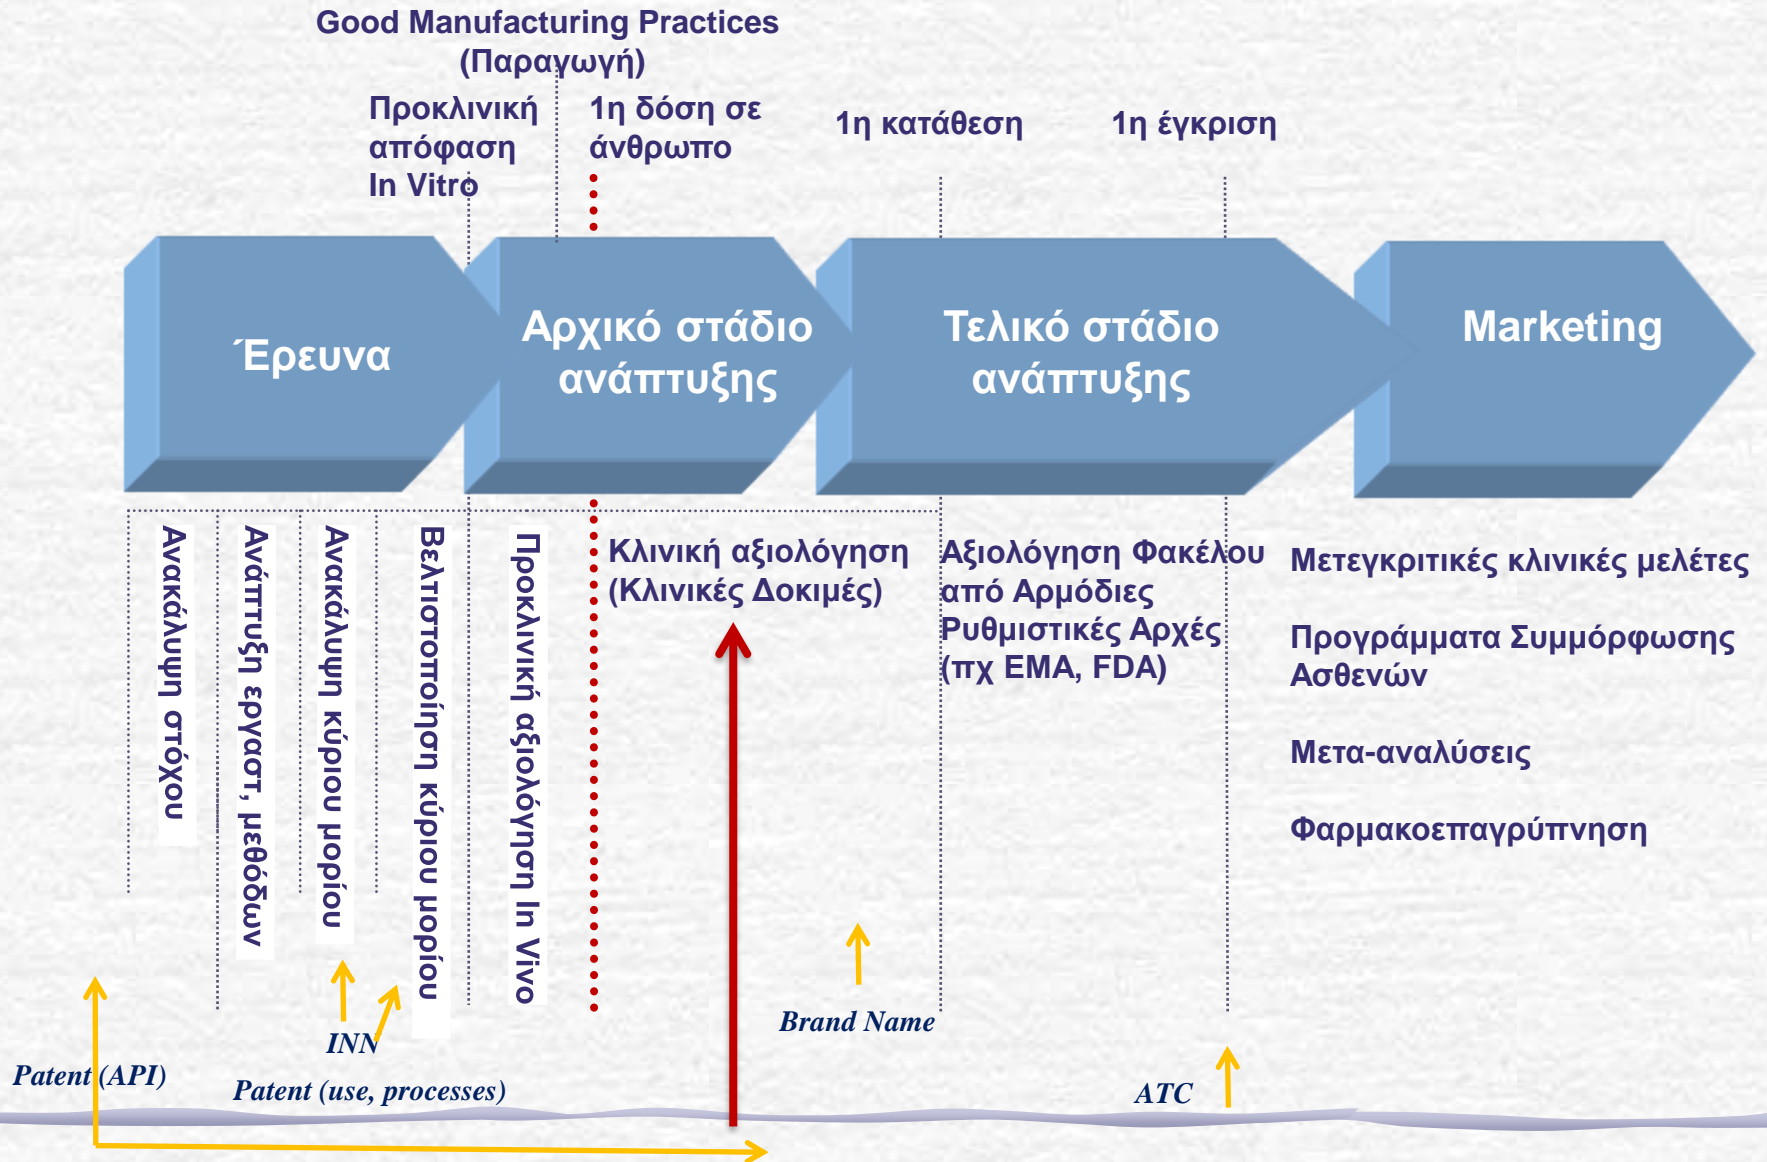 Good Manufacturing Practices
(Παραγωγή)
Προκλινική
απόφαση
In Vitro
1η δόση σε
άνθρωπο
1η κατάθεση
1η έγκριση
Έρευνα
Αρχικό στάδιο
ανάπτυξης
Τελικό στάδιο
ανάπτυξης
Marketing
Ανακάλυψη στόχου
Ανάπτυξη εργαστ, μεθόδων
Ανακάλυψη κύριου μορίου
Βελτιστοποίηση κύριου μορίου
Προκλινική αξιολόγηση In Vivo
Κλινική αξιολόγηση
(Κλινικές Δοκιμές)
Αξιολόγηση Φακέλου
από Αρμόδιες
Ρυθμιστικές Αρχές
(πχ EMA, FDA)
Μετεγκριτικές κλινικές μελέτες
Προγράμματα Συμμόρφωσης
Ασθενών
Μετα-αναλύσεις
Φαρμακοεπαγρύπνηση
Patent (API)
INN
Patent (use, processes)
Brand Name
ATC